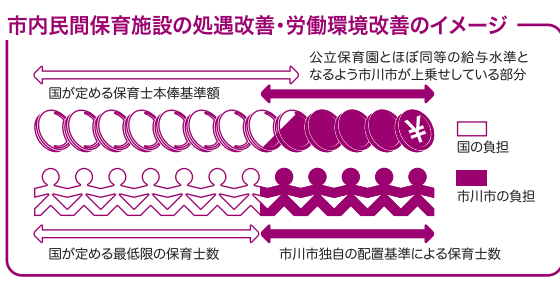 市内民間保育施設の処遇改善・労働環境改善のイメージ
公立保育園とほぼ同等の給与水準と
なるよう市川市が上乗せしている部分
国が定める保育士本俸基準額
¥
国の負担
市川市の負担
国が定める最低限の保育士数
市川市独自の配置基準による保育士数